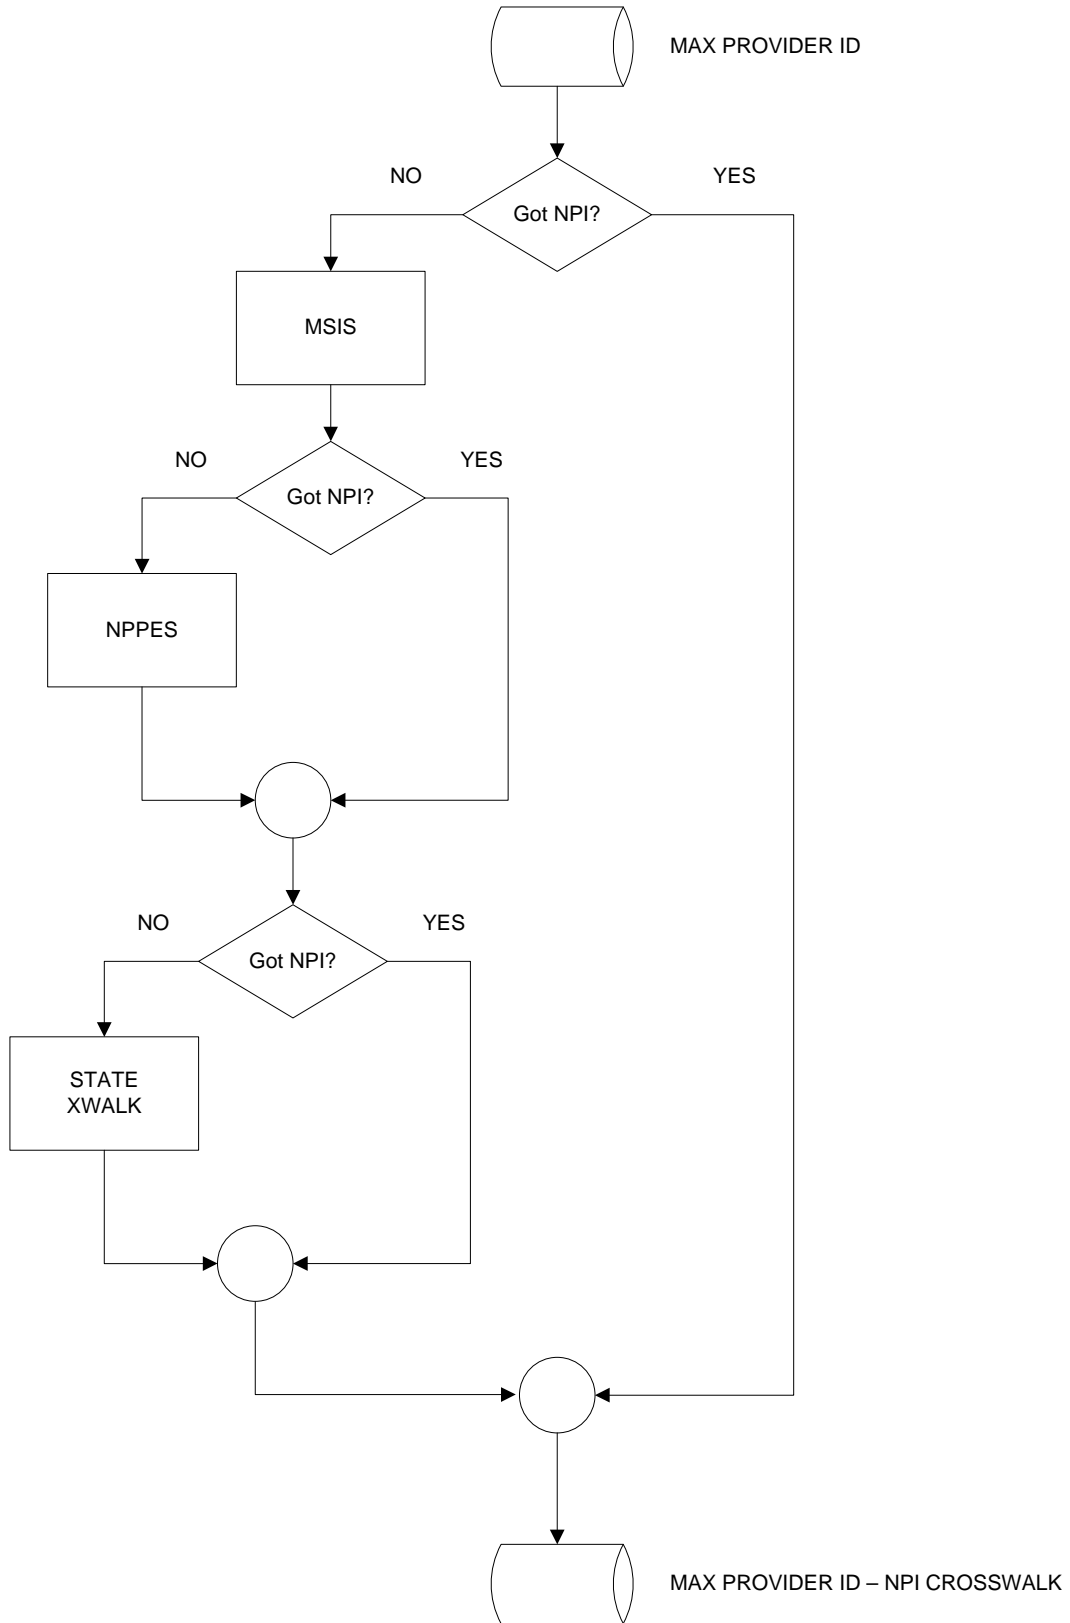 MAX PROVIDER ID
NO
YES
Got NPI?
MSIS
NO
YES
Got NPI?
NPPES
NO
YES
Got NPI?
STATE
XWALK
MAX PROVIDER ID – NPI CROSSWALK